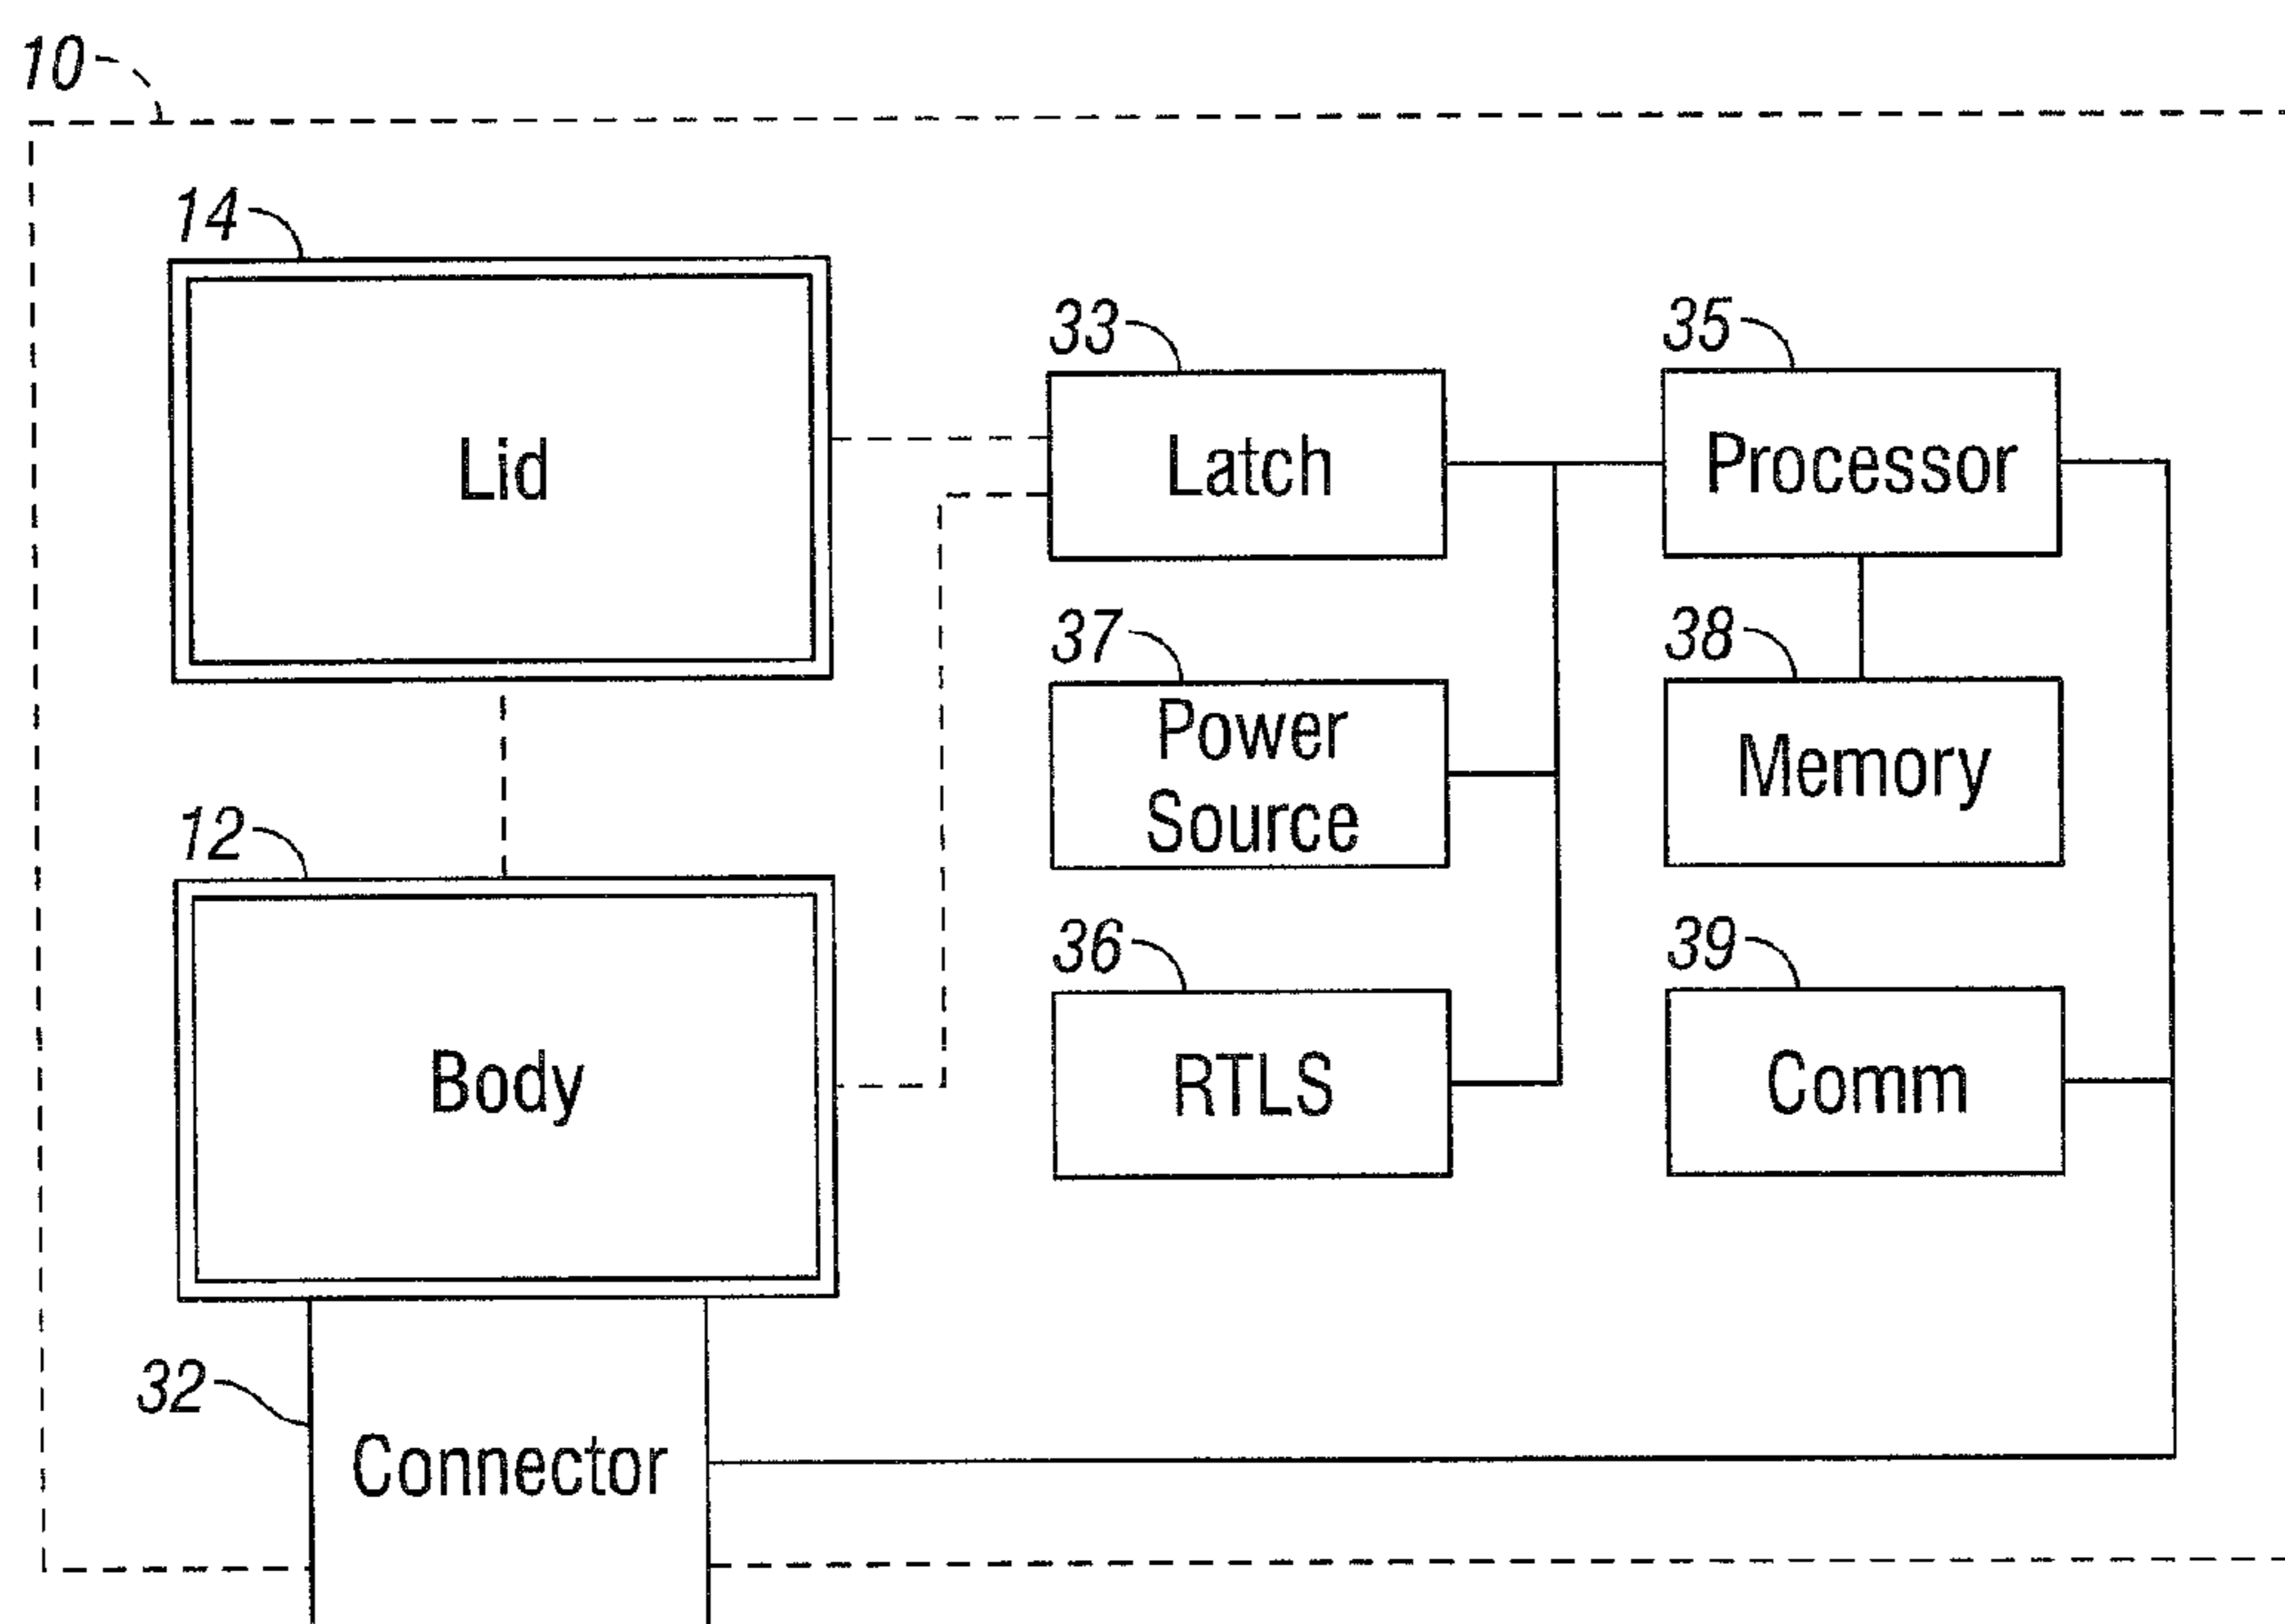 10
14
Lid
33
Latch
35
Processor
37
Power
Source
38
Memory
12
Body
36
RTLS
39
Comm
32
Connector